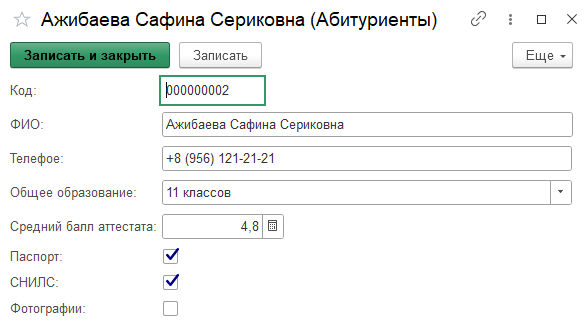 Ажибаева Сафина Сериковна (Абитуриенты)
Записать и закрыть Записать Еще
Код: 000000002
ФИО: Ажибаева Сафина Сериковна
Телефое: +8 (956) 121-21-21
Общее образование: 11 классов
Средний балл аттестата: 4,8
Паспорт:
СНИЛС:
Фотографии: